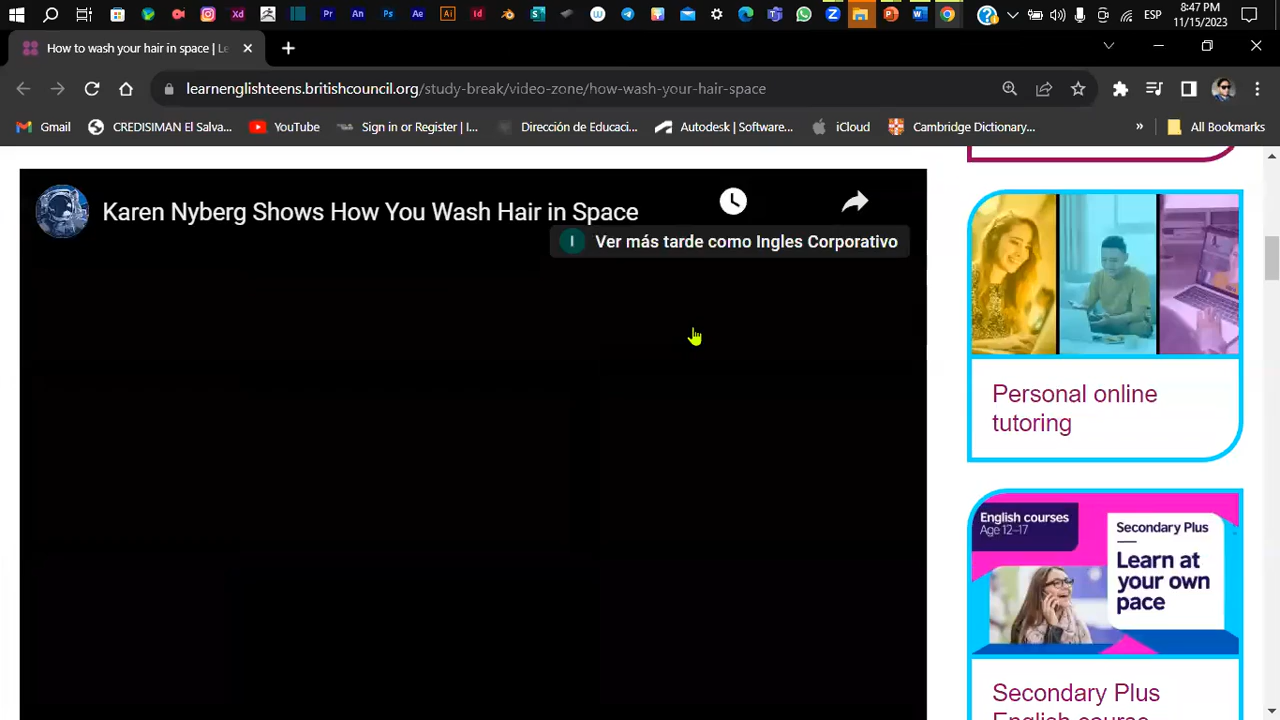 8:47 PM
ESP
11/15/2023
How to wash your hair in space | Le
learnenglishteens.britishcouncil.org/study-break/video-zone/how-wash-your-hair-space
Gmail
CREDISIMAN El Salva...
YouTube
Sign in or Register | I...
Dirección de Educaci...
Autodesk | Software...
iCloud
Cambridge Dictionary...
»
All Bookmarks
Karen Nyberg Shows How You Wash Hair in Space
I Ver más tarde como Ingles Corporativo
Personal online
tutoring
English courses
Age 12–17
Secondary Plus
Learn at
your own
pace
Secondary Plus
English course